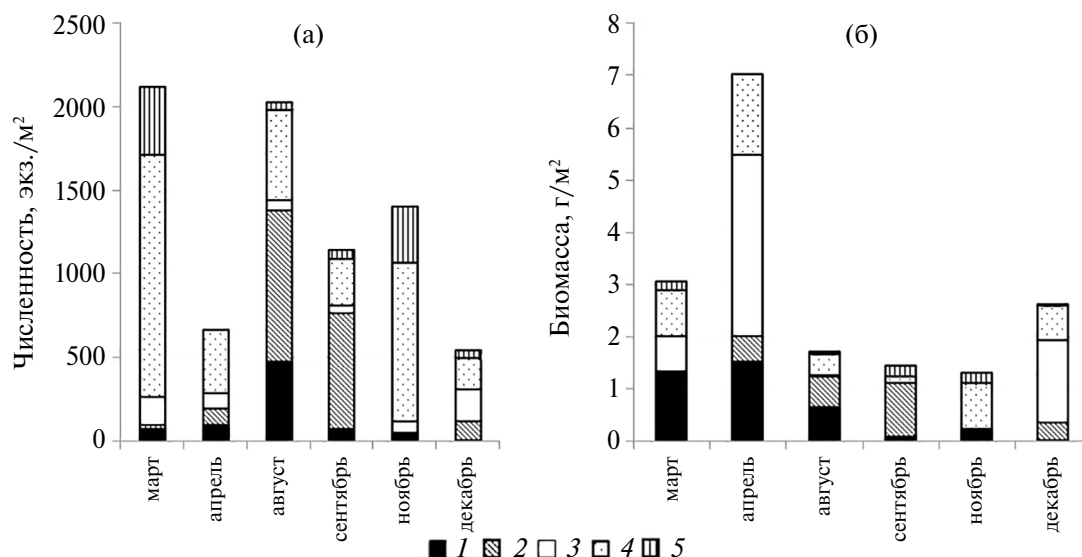 (а)
Численность, экз./м²
2500
2000
1500
1000
500
0
март
апрель
август
сентябрь
ноябрь
декабрь
(б)
Биомасса, г/м²
8
7
6
5
4
3
2
1
0
март
апрель
август
сентябрь
ноябрь
декабрь
1 2 3 4 5